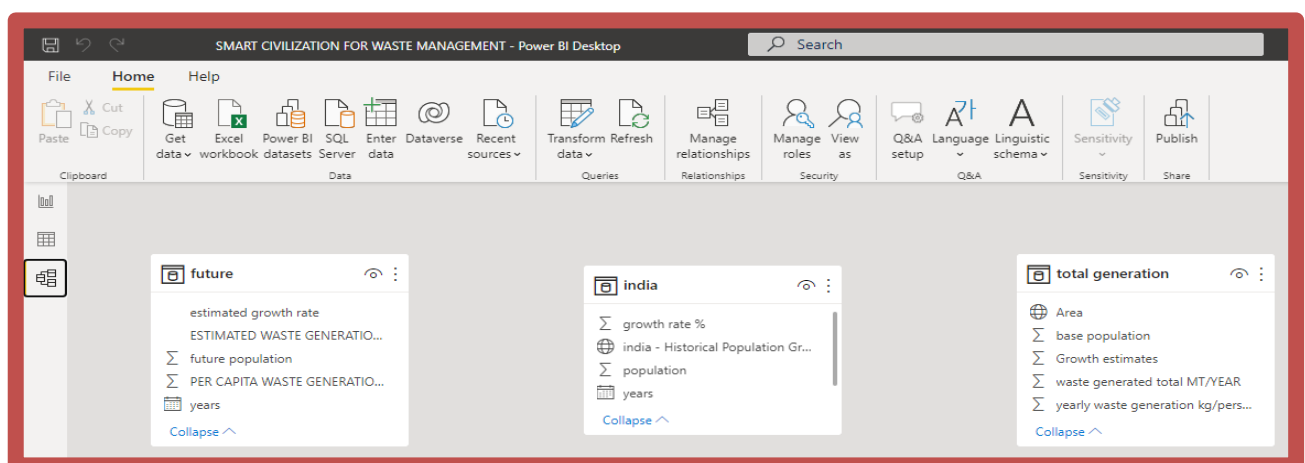 SMART CIVILIZATION FOR WASTE MANAGEMENT - Power BI Desktop
Search
File Home Help
Paste
Cut
Copy
Get data
Excel workbook
Power BI datasets
SQL Server
Enter data
Dataverse
Recent sources
Transform data
Refresh
Manage relationships
Manage roles
View as
Q&A setup
Language
Linguistic schema
Sensitivity
Publish
Clipboard
Data
Queries
Relationships
Security
Q&A
Sensitivity
Share
future
estimated growth rate
ESTIMATED WASTE GENERATIO...
future population
PER CAPITA WASTE GENERATIO...
years
Collapse
india
growth rate %
india - Historical Population Gr...
population
years
Collapse
total generation
Area
base population
Growth estimates
waste generated total MT/YEAR
yearly waste generation kg/pers...
Collapse